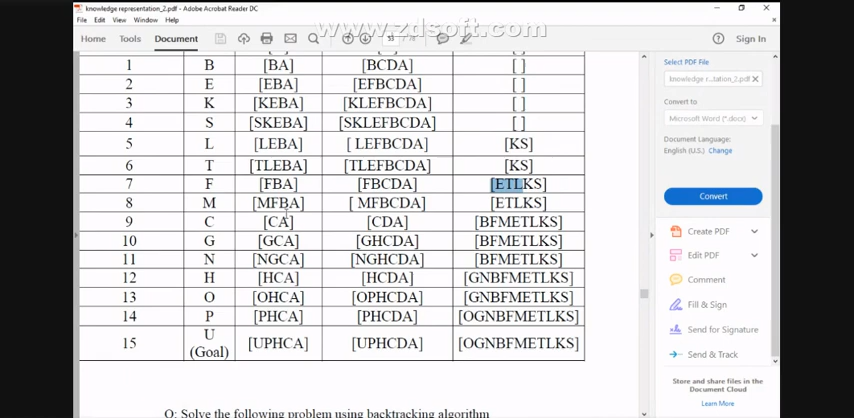 knowledge representation_2.pdf - Adobe Acrobat Reader DC
File Edit View Window Help
www.zdsoft.com
Home Tools Document
Sign In
1 B [BA] [BCDA] [ ]
2 E [EBA] [EFBCDA] [ ]
3 K [KEBA] [KLEFBCDA] [ ]
4 S [SKEBA] [SKLEFBCDA] [ ]
5 L [LEBA] [ LEFBCDA] [KS]
6 T [TLEBA] [TLEFBCDA] [KS]
7 F [FBA] [FBCDA] [ETLKS]
8 M [MFBA] [ MFBCDA] [ETLKS]
9 C [CA] [CDA] [BFMETLKS]
10 G [GCA] [GHCDA] [BFMETLKS]
11 N [NGCA] [NGHCDA] [BFMETLKS]
12 H [HCA] [HCDA] [GNBFMETLKS]
13 O [OHCA] [OPHCDA] [GNBFMETLKS]
14 P [PHCA] [PHCDA] [OGNBFMETLKS]
15 U (Goal) [UPHCA] [UPHCDA] [OGNBFMETLKS]
Q: Solve the following problem using backtracking algorithm
Select PDF File
knowledge r...tation_2.pdf
Convert to
Microsoft Word (*.docx)
Document Language:
English (U.S.) Change
Convert
Create PDF
Edit PDF
Comment
Fill & Sign
Send for Signature
Send & Track
Store and share files in the
Document Cloud
Learn More